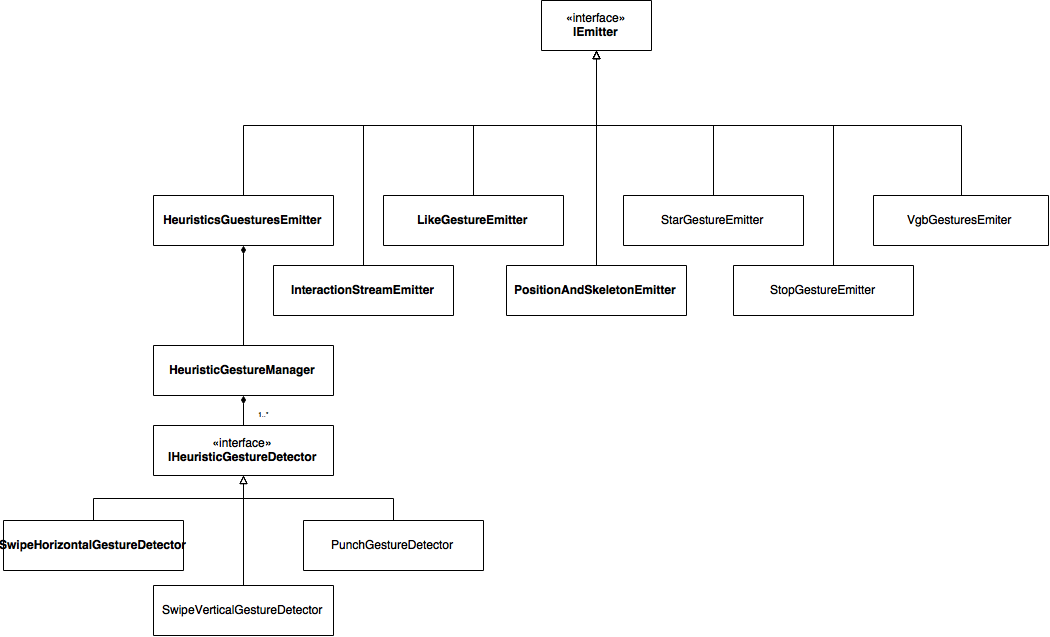 «interface»
IEmitter
HeuristicsGuesturesEmitter
LikeGestureEmitter
StarGestureEmitter
VgbGesturesEmiter
InteractionStreamEmitter
PositionAndSkeletonEmitter
StopGestureEmitter
HeuristicGestureManager
1..*
«interface»
IHeuristicGestureDetector
SwipeHorizontalGestureDetector
PunchGestureDetector
SwipeVerticalGestureDetector